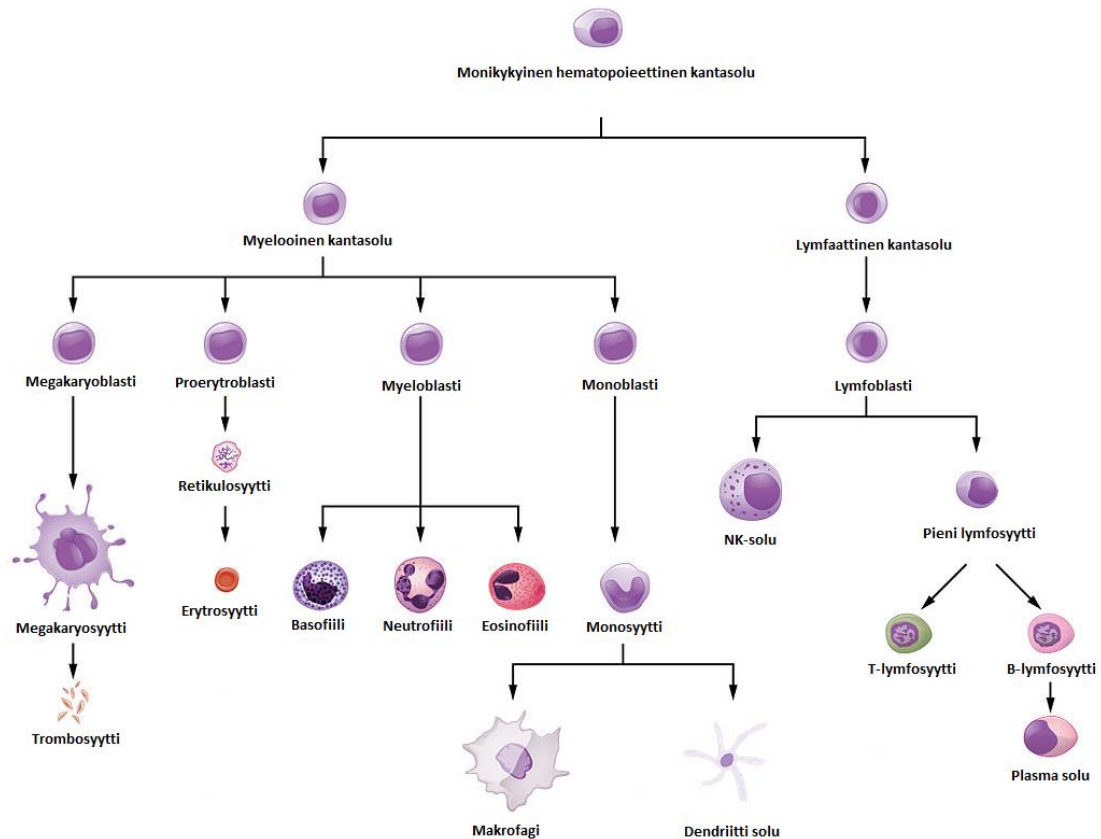 Monikykyinen hematopoieettinen kantasolu
Myelooinen kantasolu
Lymfaattinen kantasolu
Megakaryoblasti
Proerytroblasti
Myeloblasti
Monoblasti
Lymfoblasti
Retikulosyytti
NK-solu
Pieni lymfosyytti
Megakaryosyytti
Erytrosyytti
Basofiili
Neutrofiili
Eosinofiili
Monosyytti
T-lymfosyytti
B-lymfosyytti
Trombosyytti
Makrofagi
Dendriitti solu
Plasma solu